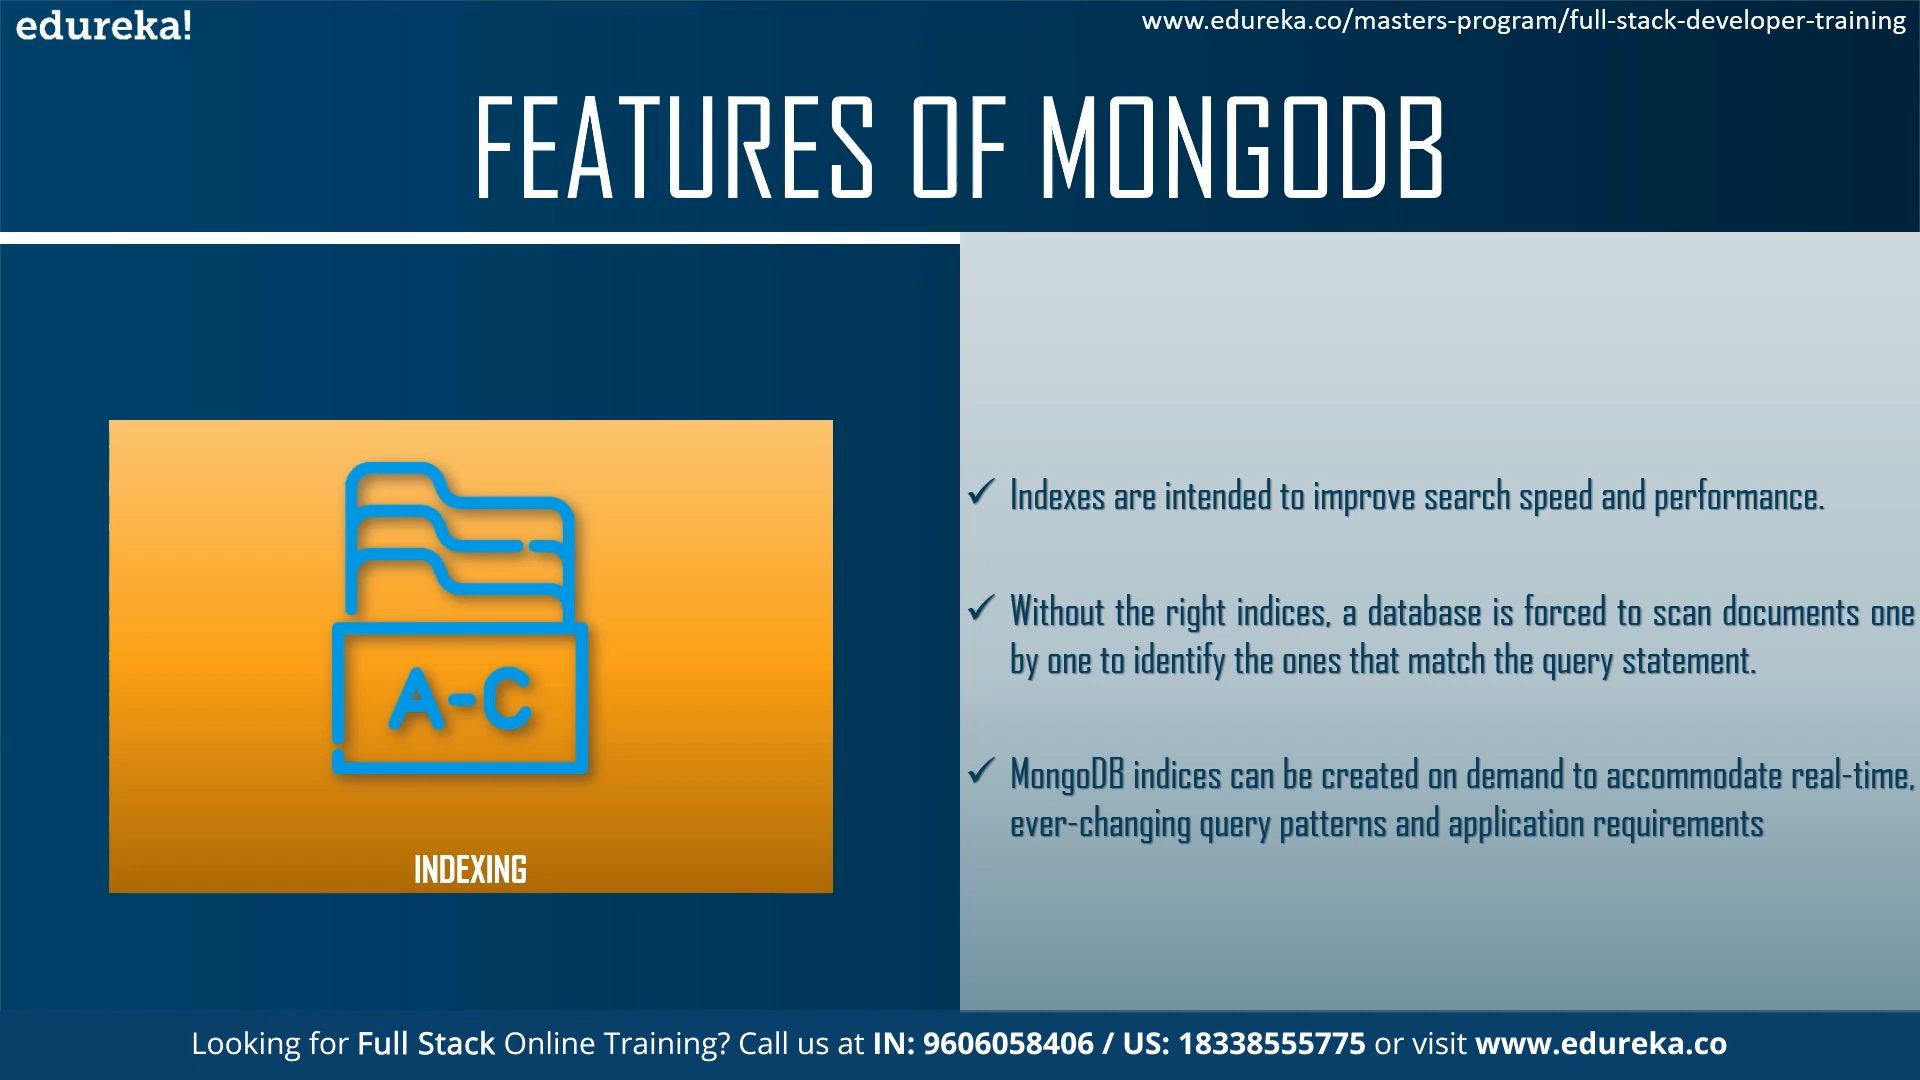 edureka!
www.edureka.co/masters-program/full-stack-developer-training
FEATURES OF MONGODB
A-C
INDEXING
✓ Indexes are intended to improve search speed and performance.
✓ Without the right indices, a database is forced to scan documents one
by one to identify the ones that match the query statement.
✓ MongoDB indices can be created on demand to accommodate real-time,
ever-changing query patterns and application requirements
Looking for Full Stack Online Training? Call us at IN: 9606058406 / US: 18338555775 or visit www.edureka.co